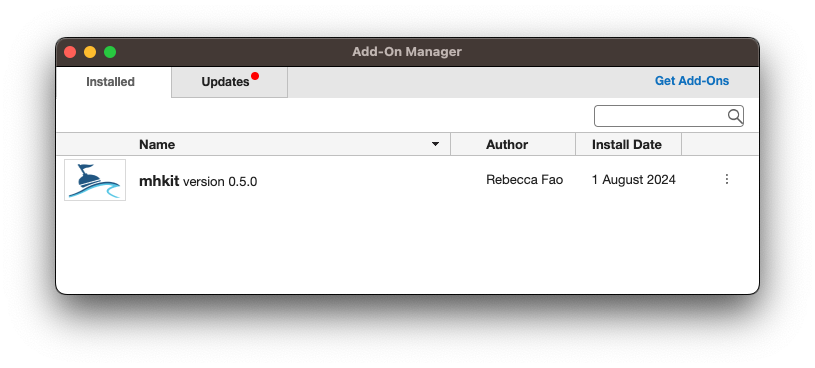 Add-On Manager
Installed Updates Get Add-Ons
Name Author Install Date
mhkit version 0.5.0 Rebecca Fao 1 August 2024